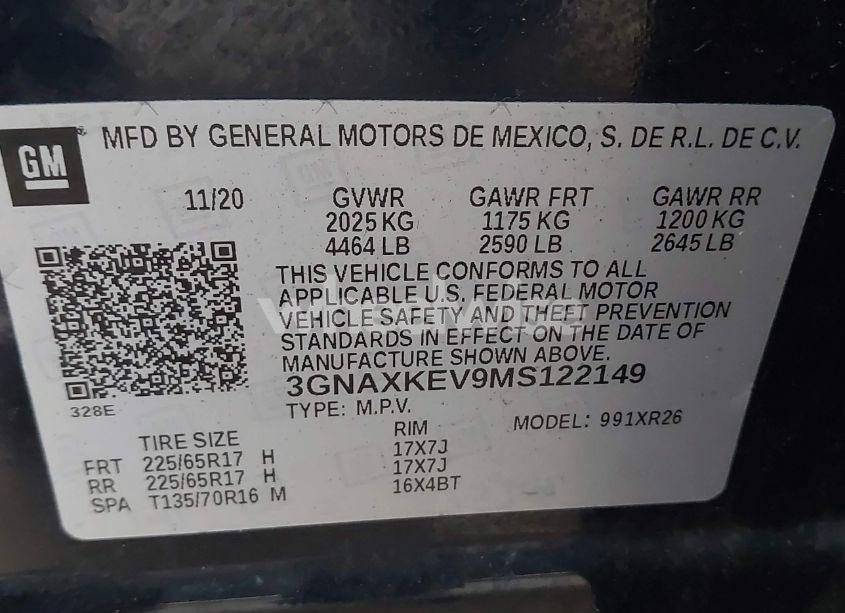 GM
MFD BY GENERAL MOTORS DE MEXICO, S. DE R.L. DE C.V.
11/20 GVWR GAWR FRT GAWR RR
2025 KG 1175 KG 1200 KG
4464 LB 2590 LB 2645 LB
THIS VEHICLE CONFORMS TO ALL
APPLICABLE U.S. FEDERAL MOTOR
VEHICLE SAFETY AND THEFT PREVENTION
STANDARDS IN EFFECT ON THE DATE OF
MANUFACTURE SHOWN ABOVE.
3GNAXKEV9MS122149
328E
TYPE: M.P.V. MODEL: 991XR26
TIRE SIZE RIM
FRT 225/65R17 H 17X7J
RR 225/65R17 H 17X7J
SPA T135/70R16 M 16X4BT